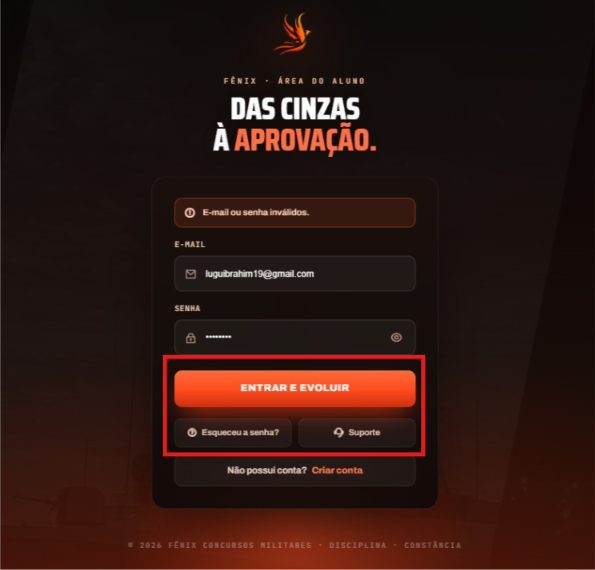 FÊNIX · ÁREA DO ALUNO
DAS CINZAS
À APROVAÇÃO.
E-mail ou senha inválidos.
E-MAIL
luguibrahim19@gmail.com
SENHA
••••••••
ENTRAR E EVOLUIR
Esqueceu a senha? Suporte
Não possui conta? Criar conta
© 2026 FÊNIX CONCURSOS MILITARES · DISCIPLINA · CONSTÂNCIA